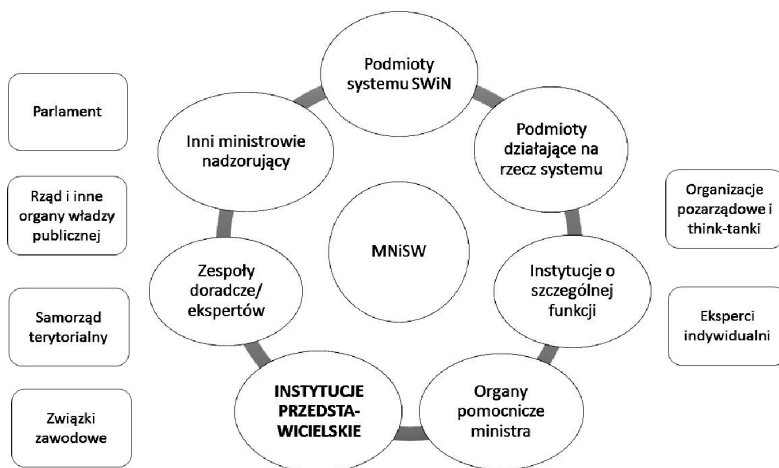 Podmioty
systemu SWiN
Parlament
Inni ministrowie
nadzorujący
Podmioty
działające na
rzecz systemu
Rząd i inne
organy władzy
publicznej
Organizacje
pozarządowe i
think-tanki
MNiSW
Zespoły
doradcze/
ekspertów
Instytucje o
szczególnej
funkcji
Samorząd
terytorialny
Eksperci
indywidualni
INSTYTUCJE
PRZEDSTA-
WICIELSKIE
Organy
pomocnicze
ministra
Związki
zawodowe